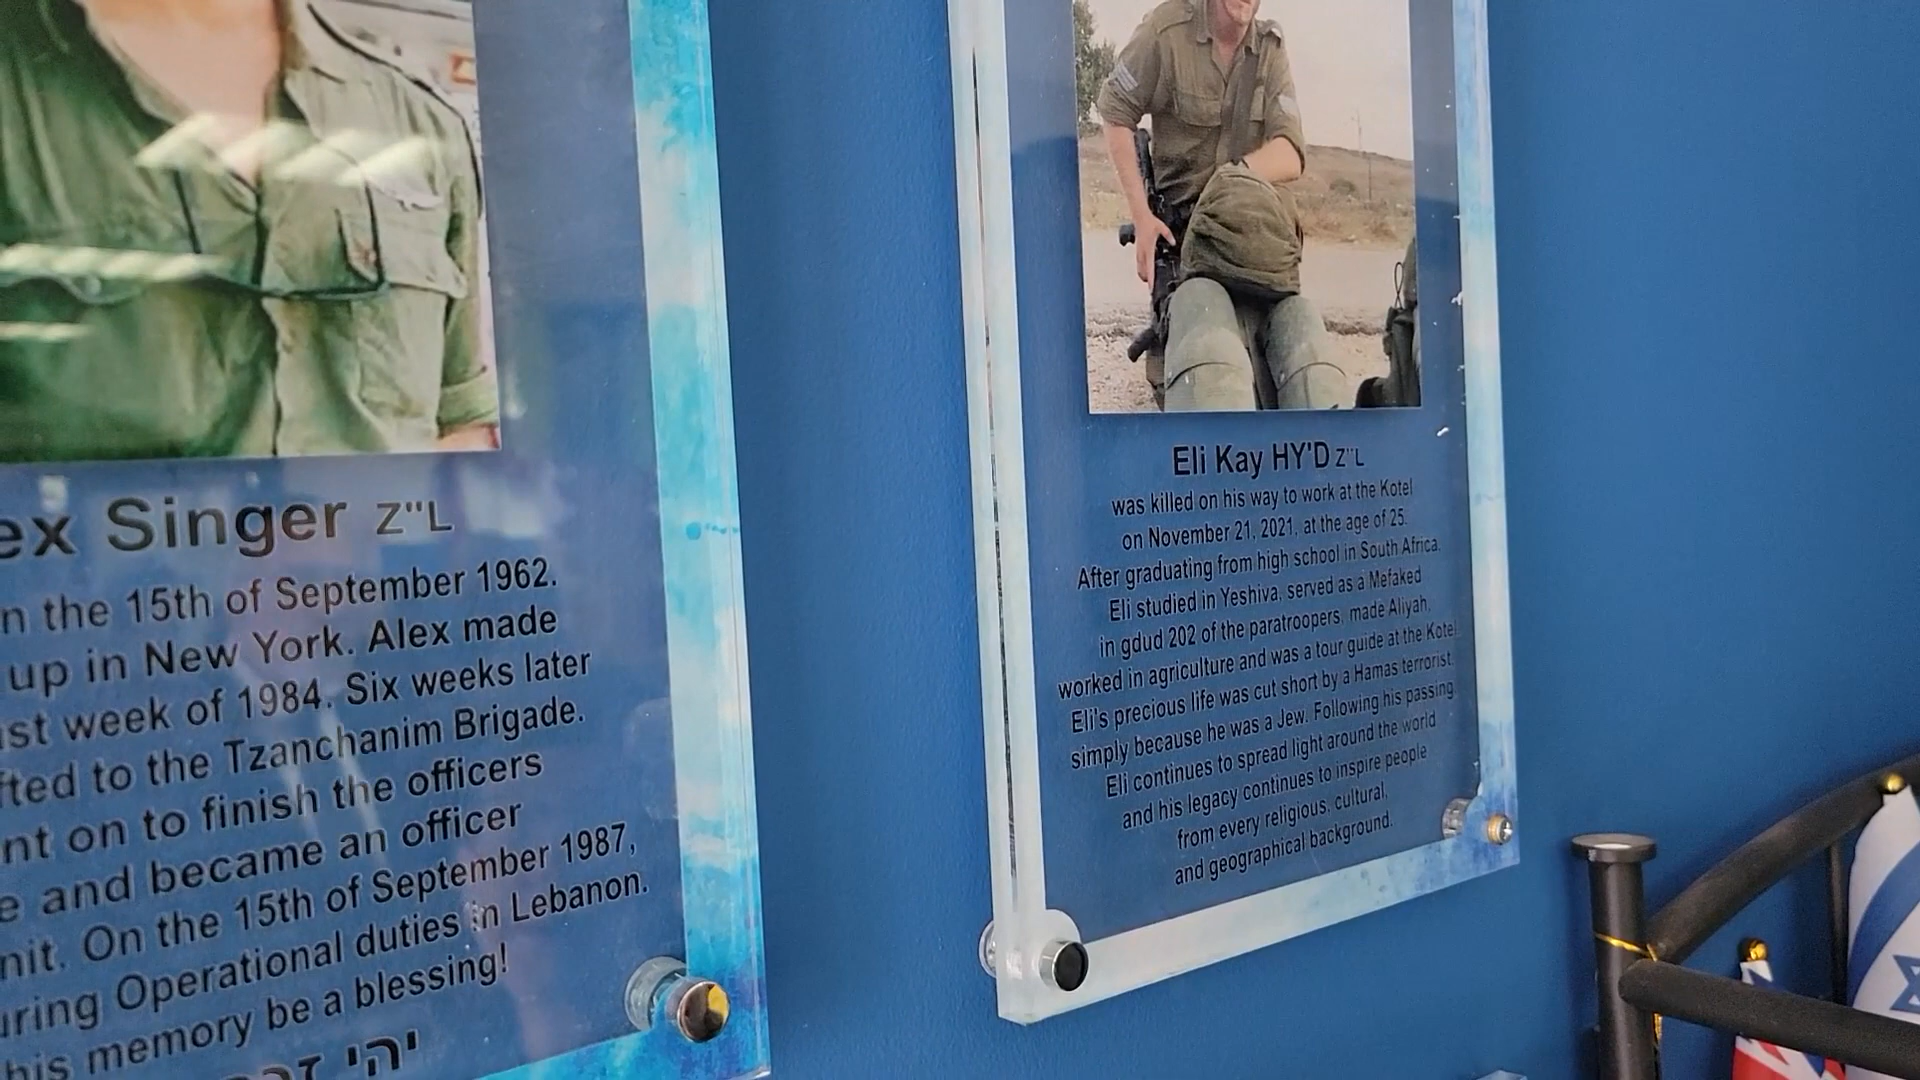 ex Singer Z"L
n the 15th of September 1962.
up in New York. Alex made
ast week of 1984. Six weeks later
fted to the Tzanchanim Brigade.
nt on to finish the officers
e and became an officer
nit. On the 15th of September 1987,
uring Operational duties in Lebanon.
his memory be a blessing!
יהי זכר
Eli Kay HY'D Z"L
was killed on his way to work at the Kotel
on November 21, 2021, at the age of 25.
After graduating from high school in South Africa.
Eli studied in Yeshiva, served as a Mefaked
in gdud 202 of the paratroopers, made Aliyah,
worked in agriculture and was a tour guide at the Kotel.
Eli's precious life was cut short by a Hamas terrorist.
simply because he was a Jew. Following his passing
Eli continues to spread light around the world
and his legacy continues to inspire people
from every religious, cultural,
and geographical background.